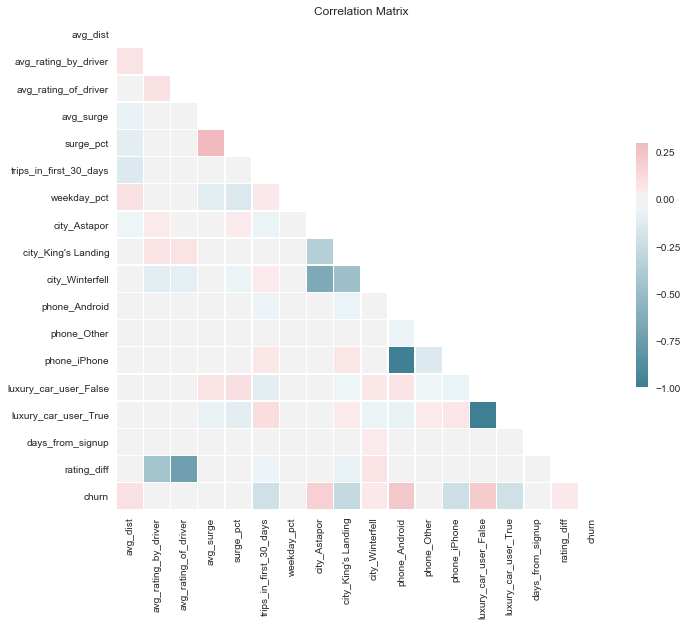 Correlation Matrix
avg_dist
avg_rating_by_driver
avg_rating_of_driver
avg_surge
surge_pct
trips_in_first_30_days
weekday_pct
city_Astapor
city_King's Landing
city_Winterfell
phone_Android
phone_Other
phone_iPhone
luxury_car_user_False
luxury_car_user_True
days_from_signup
rating_diff
churn
avg_dist
avg_rating_by_driver
avg_rating_of_driver
avg_surge
surge_pct
trips_in_first_30_days
weekday_pct
city_Astapor
city_King's Landing
city_Winterfell
phone_Android
phone_Other
phone_iPhone
luxury_car_user_False
luxury_car_user_True
days_from_signup
rating_diff
churn
0.25
0.00
−0.25
−0.50
−0.75
−1.00